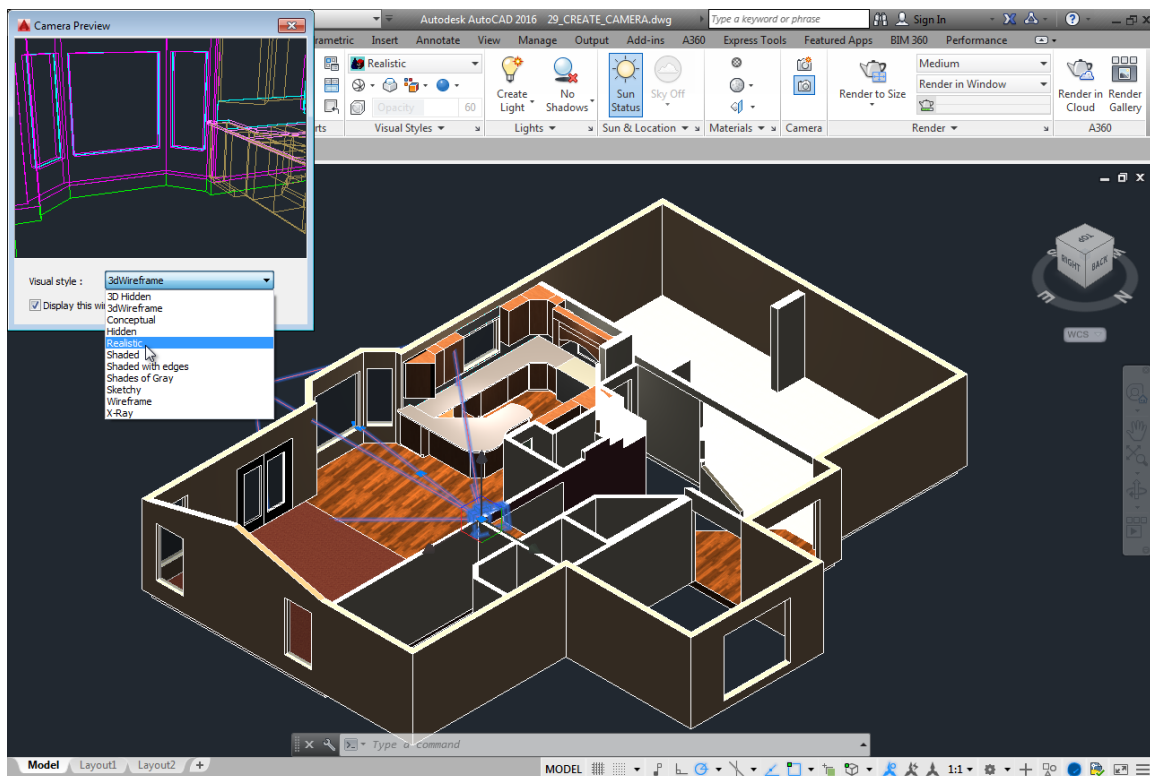 Camera Preview
Autodesk AutoCAD 2016 29_CREATE_CAMERA.dwg
Type a keyword or phrase
Sign In
Insert Annotate View Manage Output Add-ins A360 Express Tools Featured Apps BIM 360 Performance
Realistic
Opacity 60
Visual Styles
Create Light
No Shadows
Lights
Sun Status
Sky Off
Sun & Location
Materials
Camera
Render to Size
Medium
Render in Window
Render
Render in Cloud
Render Gallery
A360
Visual style :
3dWireframe
Display this
3D Hidden
3dWireframe
Conceptual
Hidden
Realistic
Shaded
Shaded with edges
Shades of Gray
Sketchy
Wireframe
X-Ray
TOP
RIGHT
BACK
WCS
Type a command
Model Layout1 Layout2 +
MODEL
1:1